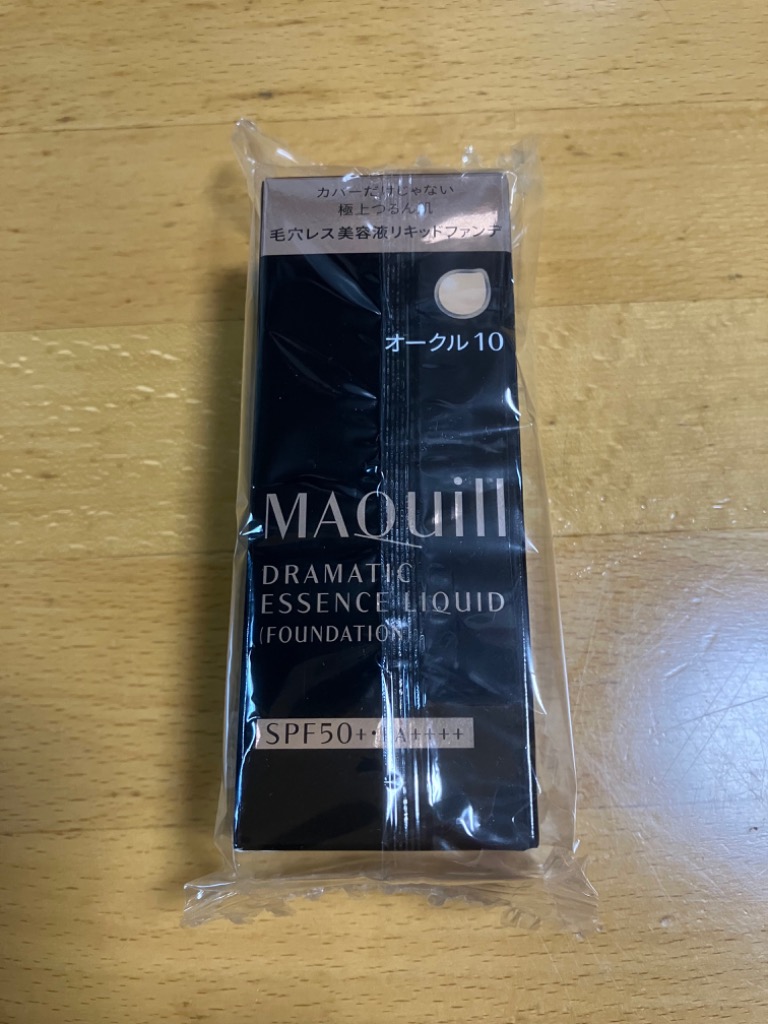 カバーだけじゃない
極上つるん肌
毛穴レス美容液リキッドファンデ
オークル10
MAQuill
DRAMATIC
ESSENCE LIQUID
(FOUNDATION)
SPF50+・PA++++